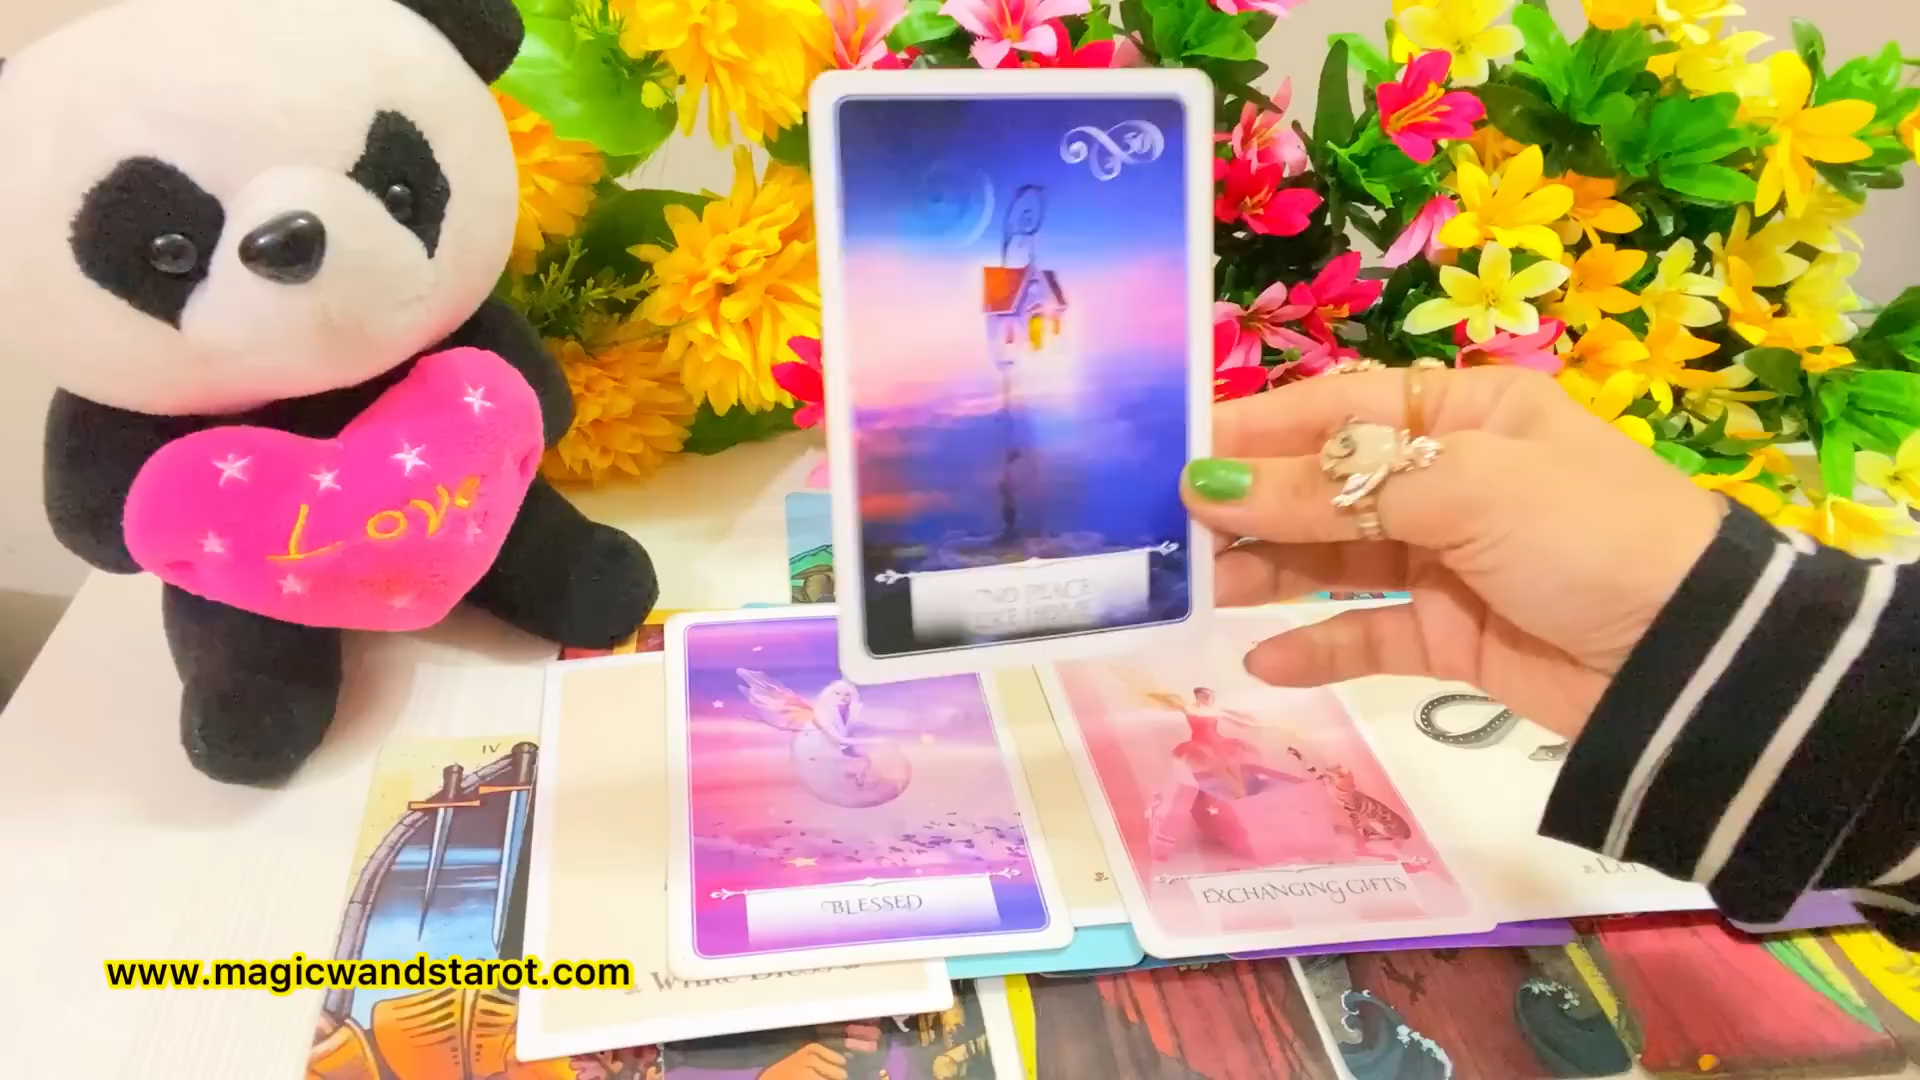 NO PLACE
LIKE HOME
Love
IV
BLESSED
EXCHANGING GIFTS
www.magicwandstarot.com